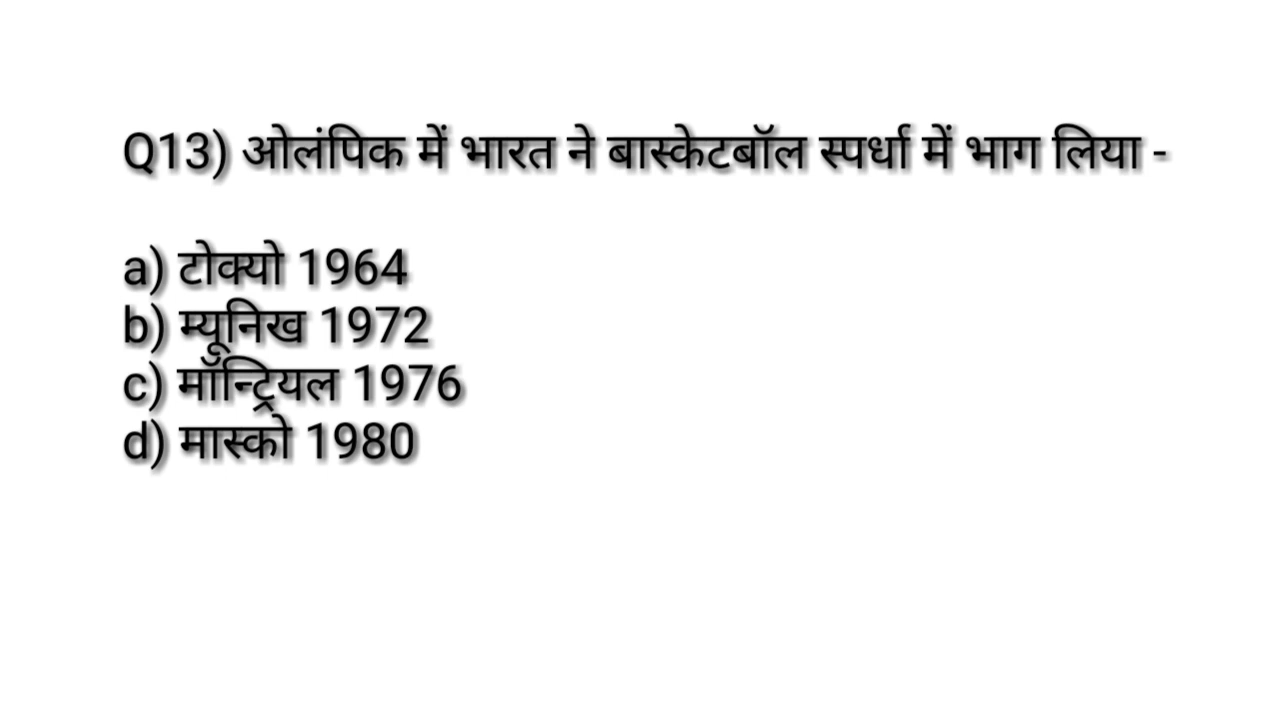 Q13) ओलंपिक में भारत ने बास्केटबॉल स्पर्धा में भाग लिया -
a) टोक्यो 1964
b) म्यूनिख 1972
c) मॉन्ट्रियल 1976
d) मास्को 1980